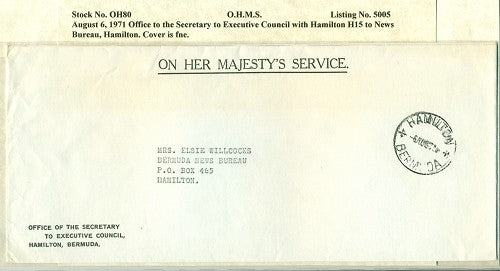 Stock No. OH80 O.H.M.S. Listing No. 5005
August 6, 1971 Office to the Secretary to Executive Council with Hamilton H15 to News
Bureau, Hamilton. Cover is fnc.
ON HER MAJESTY'S SERVICE.
HAMILTON
BERMUDA
MRS. ELSIE WILLCOCKS
BERMUDA NEWS BUREAU
P.O. BOX 465
HAMILTON.
OFFICE OF THE SECRETARY
TO EXECUTIVE COUNCIL,
HAMILTON, BERMUDA.